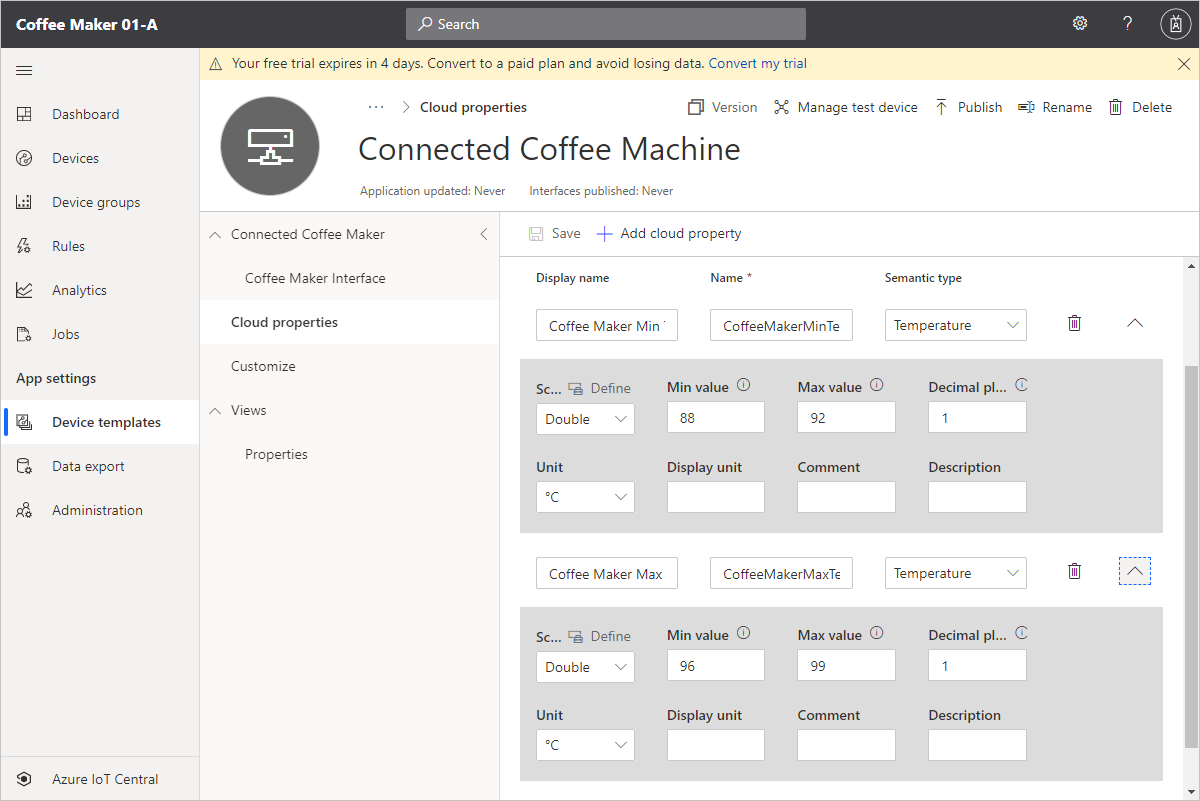 Coffee Maker 01-A
Search
?
Your free trial expires in 4 days. Convert to a paid plan and avoid losing data. Convert my trial
Dashboard
Devices
Device groups
Rules
Analytics
Jobs
App settings
Device templates
Data export
Administration
Azure IoT Central
··· > Cloud properties
Version Manage test device Publish Rename Delete
Connected Coffee Machine
Application updated: Never Interfaces published: Never
Connected Coffee Maker
Coffee Maker Interface
Cloud properties
Customize
Views
Properties
Save + Add cloud property
Display name Name * Semantic type
Coffee Maker Min CoffeeMakerMinTe Temperature
Sc... Define Min value Max value Decimal pl...
Double 88 92 1
Unit Display unit Comment Description
°C
Coffee Maker Max CoffeeMakerMaxTe Temperature
Sc... Define Min value Max value Decimal pl...
Double 96 99 1
Unit Display unit Comment Description
°C